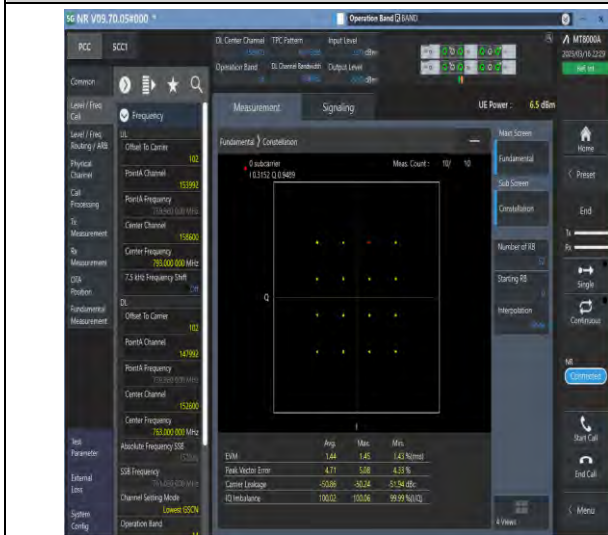 5G NR V09.70.05#000 *
Operation Band BAND
PCC
SCC1
DL Center Channel
TPC Pattern
Input Level
Operation Band
DL Channel Bandwidth
Output Level
MT8000A
2025/03/16 22:23
Common
Level / Freq
Cell
Level / Freq
Routing / ARB
Physical
Channel
Call
Processing
Tx
Measurement
Rx
Measurement
OTA
Position
Fundamental
Measurement
Test
Parameter
External
Loss
System
Config
Frequency
UL
Offset To Carrier
102
PointA Channel
153992
PointA Frequency
Center Channel
158600
Center Frequency
793.000 000 MHz
7.5 kHz Frequency Shift
Off
DL
Offset To Carrier
102
PointA Channel
147992
PointA Frequency
Center Channel
152600
Center Frequency
763.000 000 MHz
Absolute Frequency SSB
SSB Frequency
Channel Setting Mode
Lowest GSCN
Operation Band
Measurement
Signaling
UE Power : 6.5 dBm
Fundamental 〉 Constellation
0 subcarrier
I 0.3152 Q 0.9489
Meas. Count : 10/ 10
Q
I
Avg. Max. Min.
EVM 1.44 1.45 1.43 %(rms)
Peak Vector Error 4.71 5.08 4.33 %
Carrier Leakage -50.86 -50.24 -51.94 dBc
IQ Imbalance 100.02 100.06 99.99 %(I/Q)
Main Screen
Fundamental
Sub Screen
Constellation
Number of RB
Starting RB
Interpolation
4 Views
Home
Preset
End
Tx
Rx
Single
Continuous
NR
Connected
Start Call
End Call
Menu